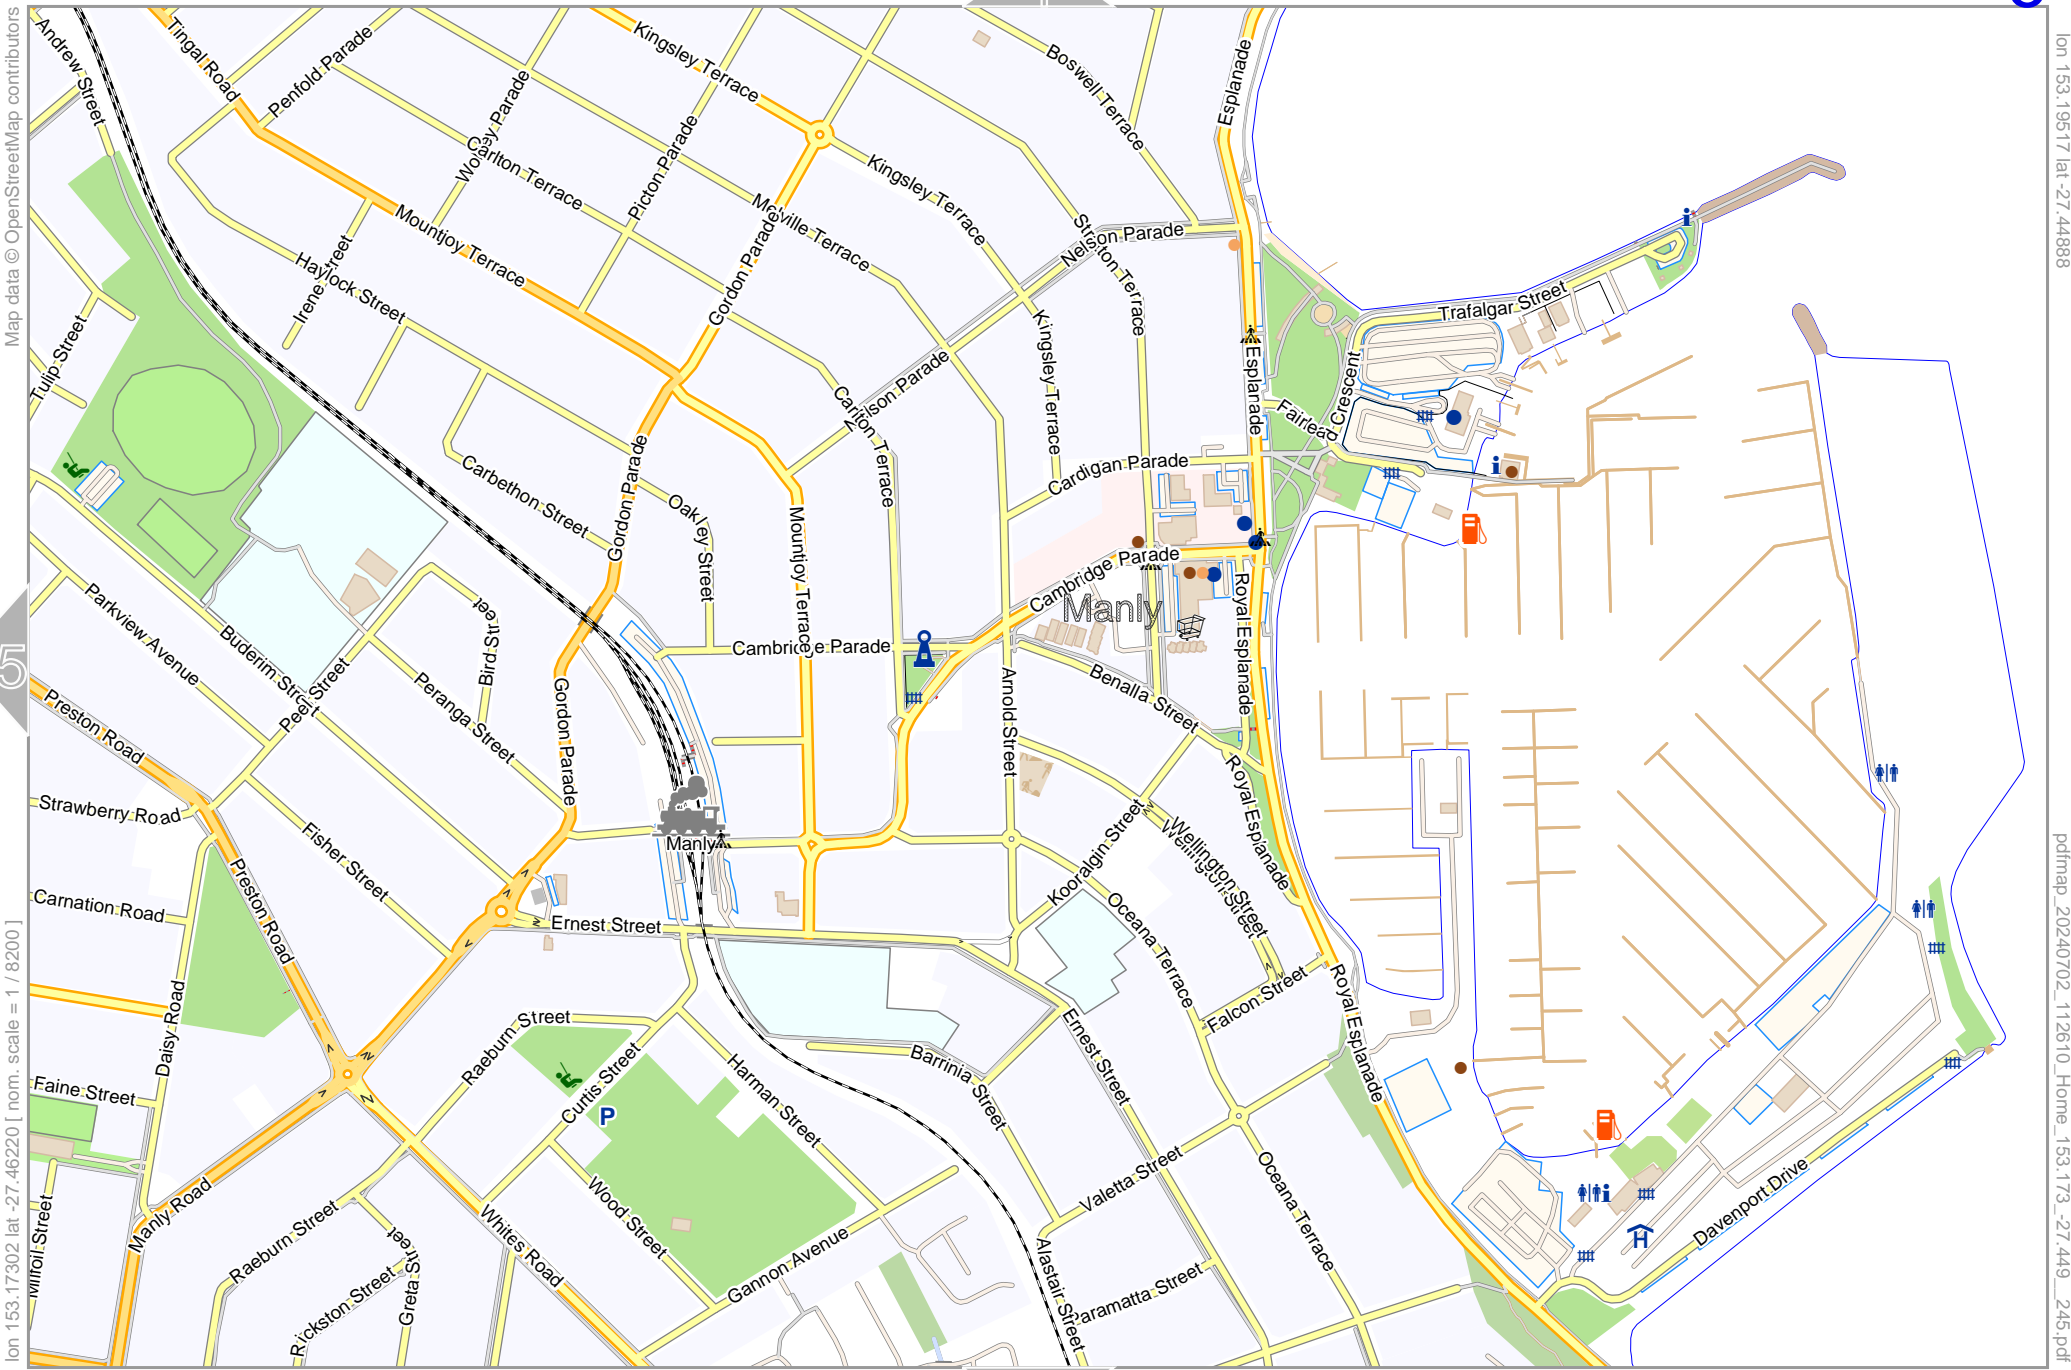 Map data © OpenStreetMap contributors
lon 153.17302 lat -27.46220 [ nom. scale = 1 / 8200 ]
lon 153.19517 lat -27.44888
pdfmap_20240702_112610_Home_153.173_-27.449__245.pdf
5
Andrew Street
Tingal Road
Penfold Parade
Kingsley Terrace
Boswell Terrace
Esplanade
Carlton Terrace
Picton Parade
Kingsley Terrace
Melville Terrace
Mountjoy Terrace
Gordon Parade
Stratton Terrace
Nelson Parade
Irene Street
Haylock Street
Tulip Street
Kingsley Terrace
Esplanade
Trafalgar Street
Fairlead Crescent
Nelson Parade
Carlton Terrace
Carbethon Street
Gordon Parade
Oakley Street
Mountjoy Terrace
Cardigan Parade
Cambridge Parade
Manly
Royal Esplanade
Parkview Avenue
Buderim Street
Bird Street
Peel Street
Peranga Street
Cambridge Parade
Benalla Street
Arnold Street
Gordon Parade
Preston Road
Strawberry Road
Fisher Street
Preston Road
Manly
Royal Esplanade
Wellington Street
Wellington Street
Kooralgin Street
Oceana Terrace
Carnation Road
Ernest Street
Falcon Street
Royal Esplanade
Daisy Road
Raeburn Street
Curtis Street
P
Harman Street
Barrinia Street
Ernest Street
Faine Street
Manly Road
Milfoil Street
Raeburn Street
Greta Street
Rickston Street
Whites Road
Wood Street
Gannon Avenue
Valetta Street
Oceana Terrace
Alastair Street
Paramatta Street
Davenport Drive
H